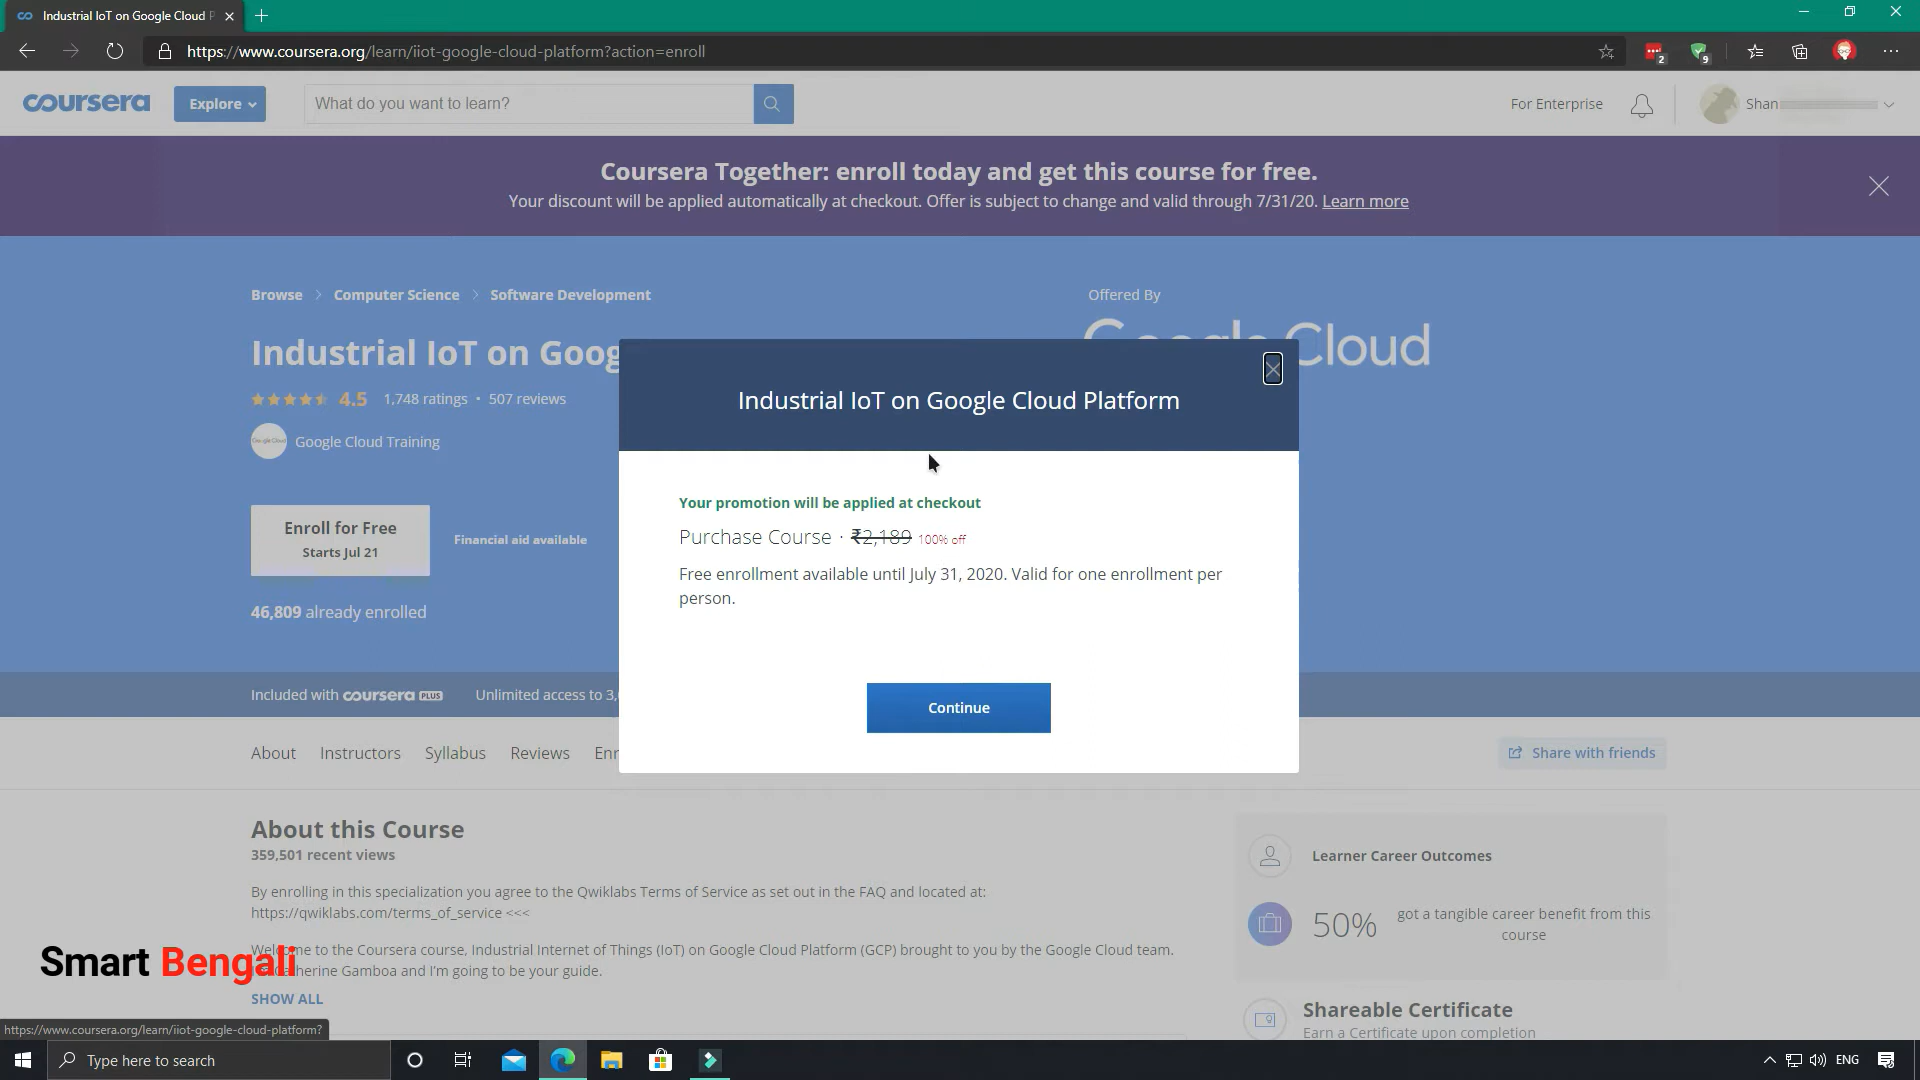 Industrial IoT on Google Cloud P
https://www.coursera.org/learn/iiot-google-cloud-platform?action=enroll
2
9
coursera
Explore
What do you want to learn?
For Enterprise
Shan
Coursera Together: enroll today and get this course for free.
Your discount will be applied automatically at checkout. Offer is subject to change and valid through 7/31/20. Learn more
Browse > Computer Science > Software Development
Offered By
Google Cloud
Industrial IoT on Goog
4.5 1,748 ratings • 507 reviews
Google Cloud Training
Enroll for Free
Starts Jul 21
Financial aid available
46,809 already enrolled
Industrial IoT on Google Cloud Platform
Your promotion will be applied at checkout
Purchase Course · ₹2,189 100% off
Free enrollment available until July 31, 2020. Valid for one enrollment per
person.
Continue
Included with coursera PLUS Unlimited access to 3,
About Instructors Syllabus Reviews Enr
Share with friends
About this Course
359,501 recent views
By enrolling in this specialization you agree to the Qwiklabs Terms of Service as set out in the FAQ and located at:
https://qwiklabs.com/terms_of_service <<<
Welcome to the Coursera course, Industrial Internet of Things (IoT) on Google Cloud Platform (GCP) brought to you by the Google Cloud team.
Catherine Gamboa and I'm going to be your guide.
SHOW ALL
Learner Career Outcomes
50% got a tangible career benefit from this
course
Shareable Certificate
Earn a Certificate upon completion
Smart Bengali
https://www.coursera.org/learn/iiot-google-cloud-platform?
Type here to search
ENG